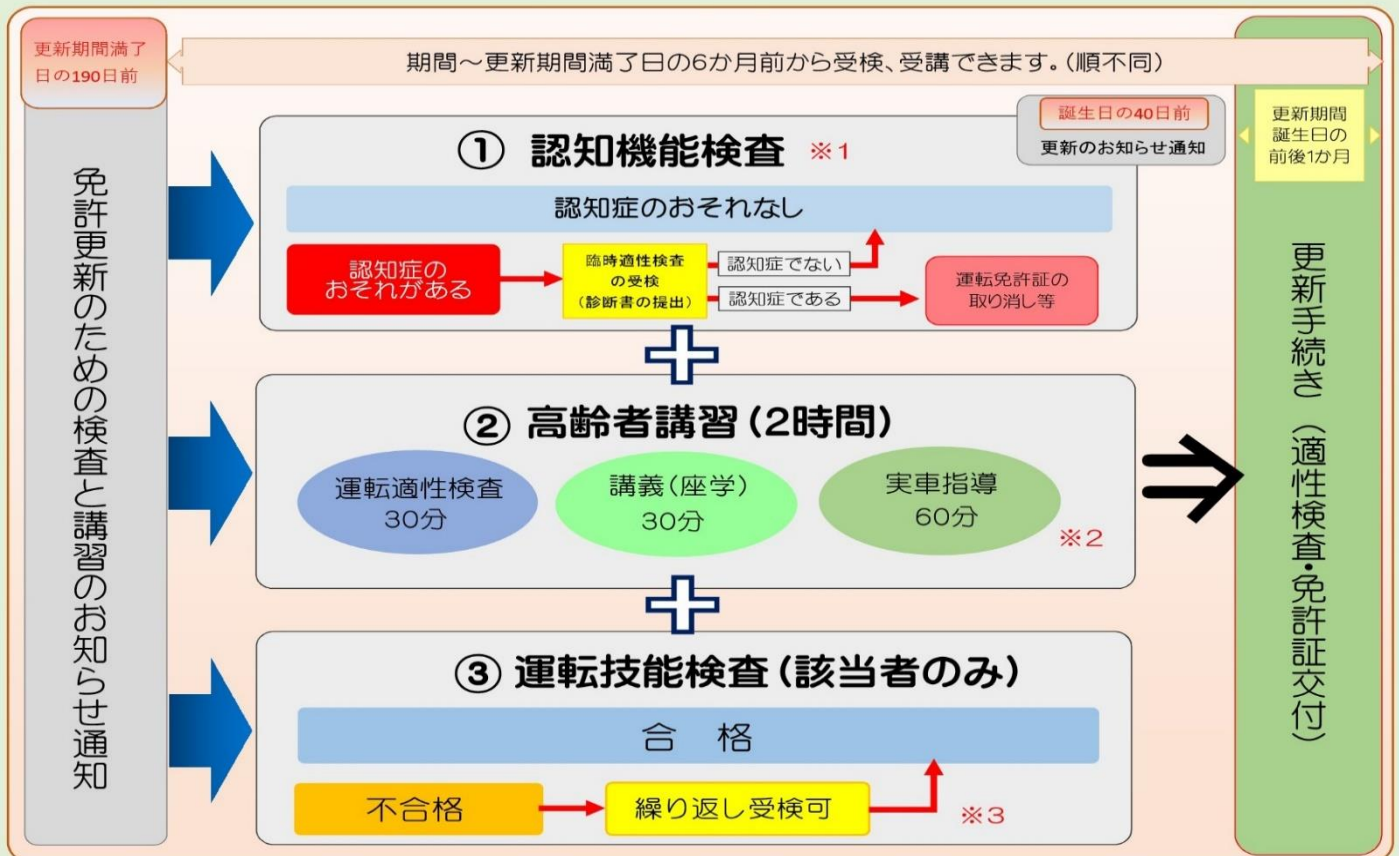 更新期間満了
日の190日前
期間～更新期間満了日の6か月前から受検、受講できます。(順不同)
誕生日の40日前
更新のお知らせ通知
更新期間
誕生日の
前後1か月
免許更新のための検査と講習のお知らせ通知
① 認知機能検査 ※1
認知症のおそれなし
認知症の
おそれがある
臨時適性検査
の受検
(診断書の提出)
認知症でない
認知症である
運転免許証の
取り消し等
② 高齢者講習(2時間)
運転適性検査
30分
講義(座学)
30分
実車指導
60分
※2
③ 運転技能検査(該当者のみ)
合 格
不合格
繰り返し受検可
※3
更新手続き(適性検査・免許証交付)